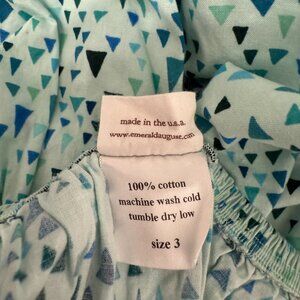 made in the u.s.a.
www.emeraldaugust.com
100% cotton
machine wash cold
tumble dry low
size 3